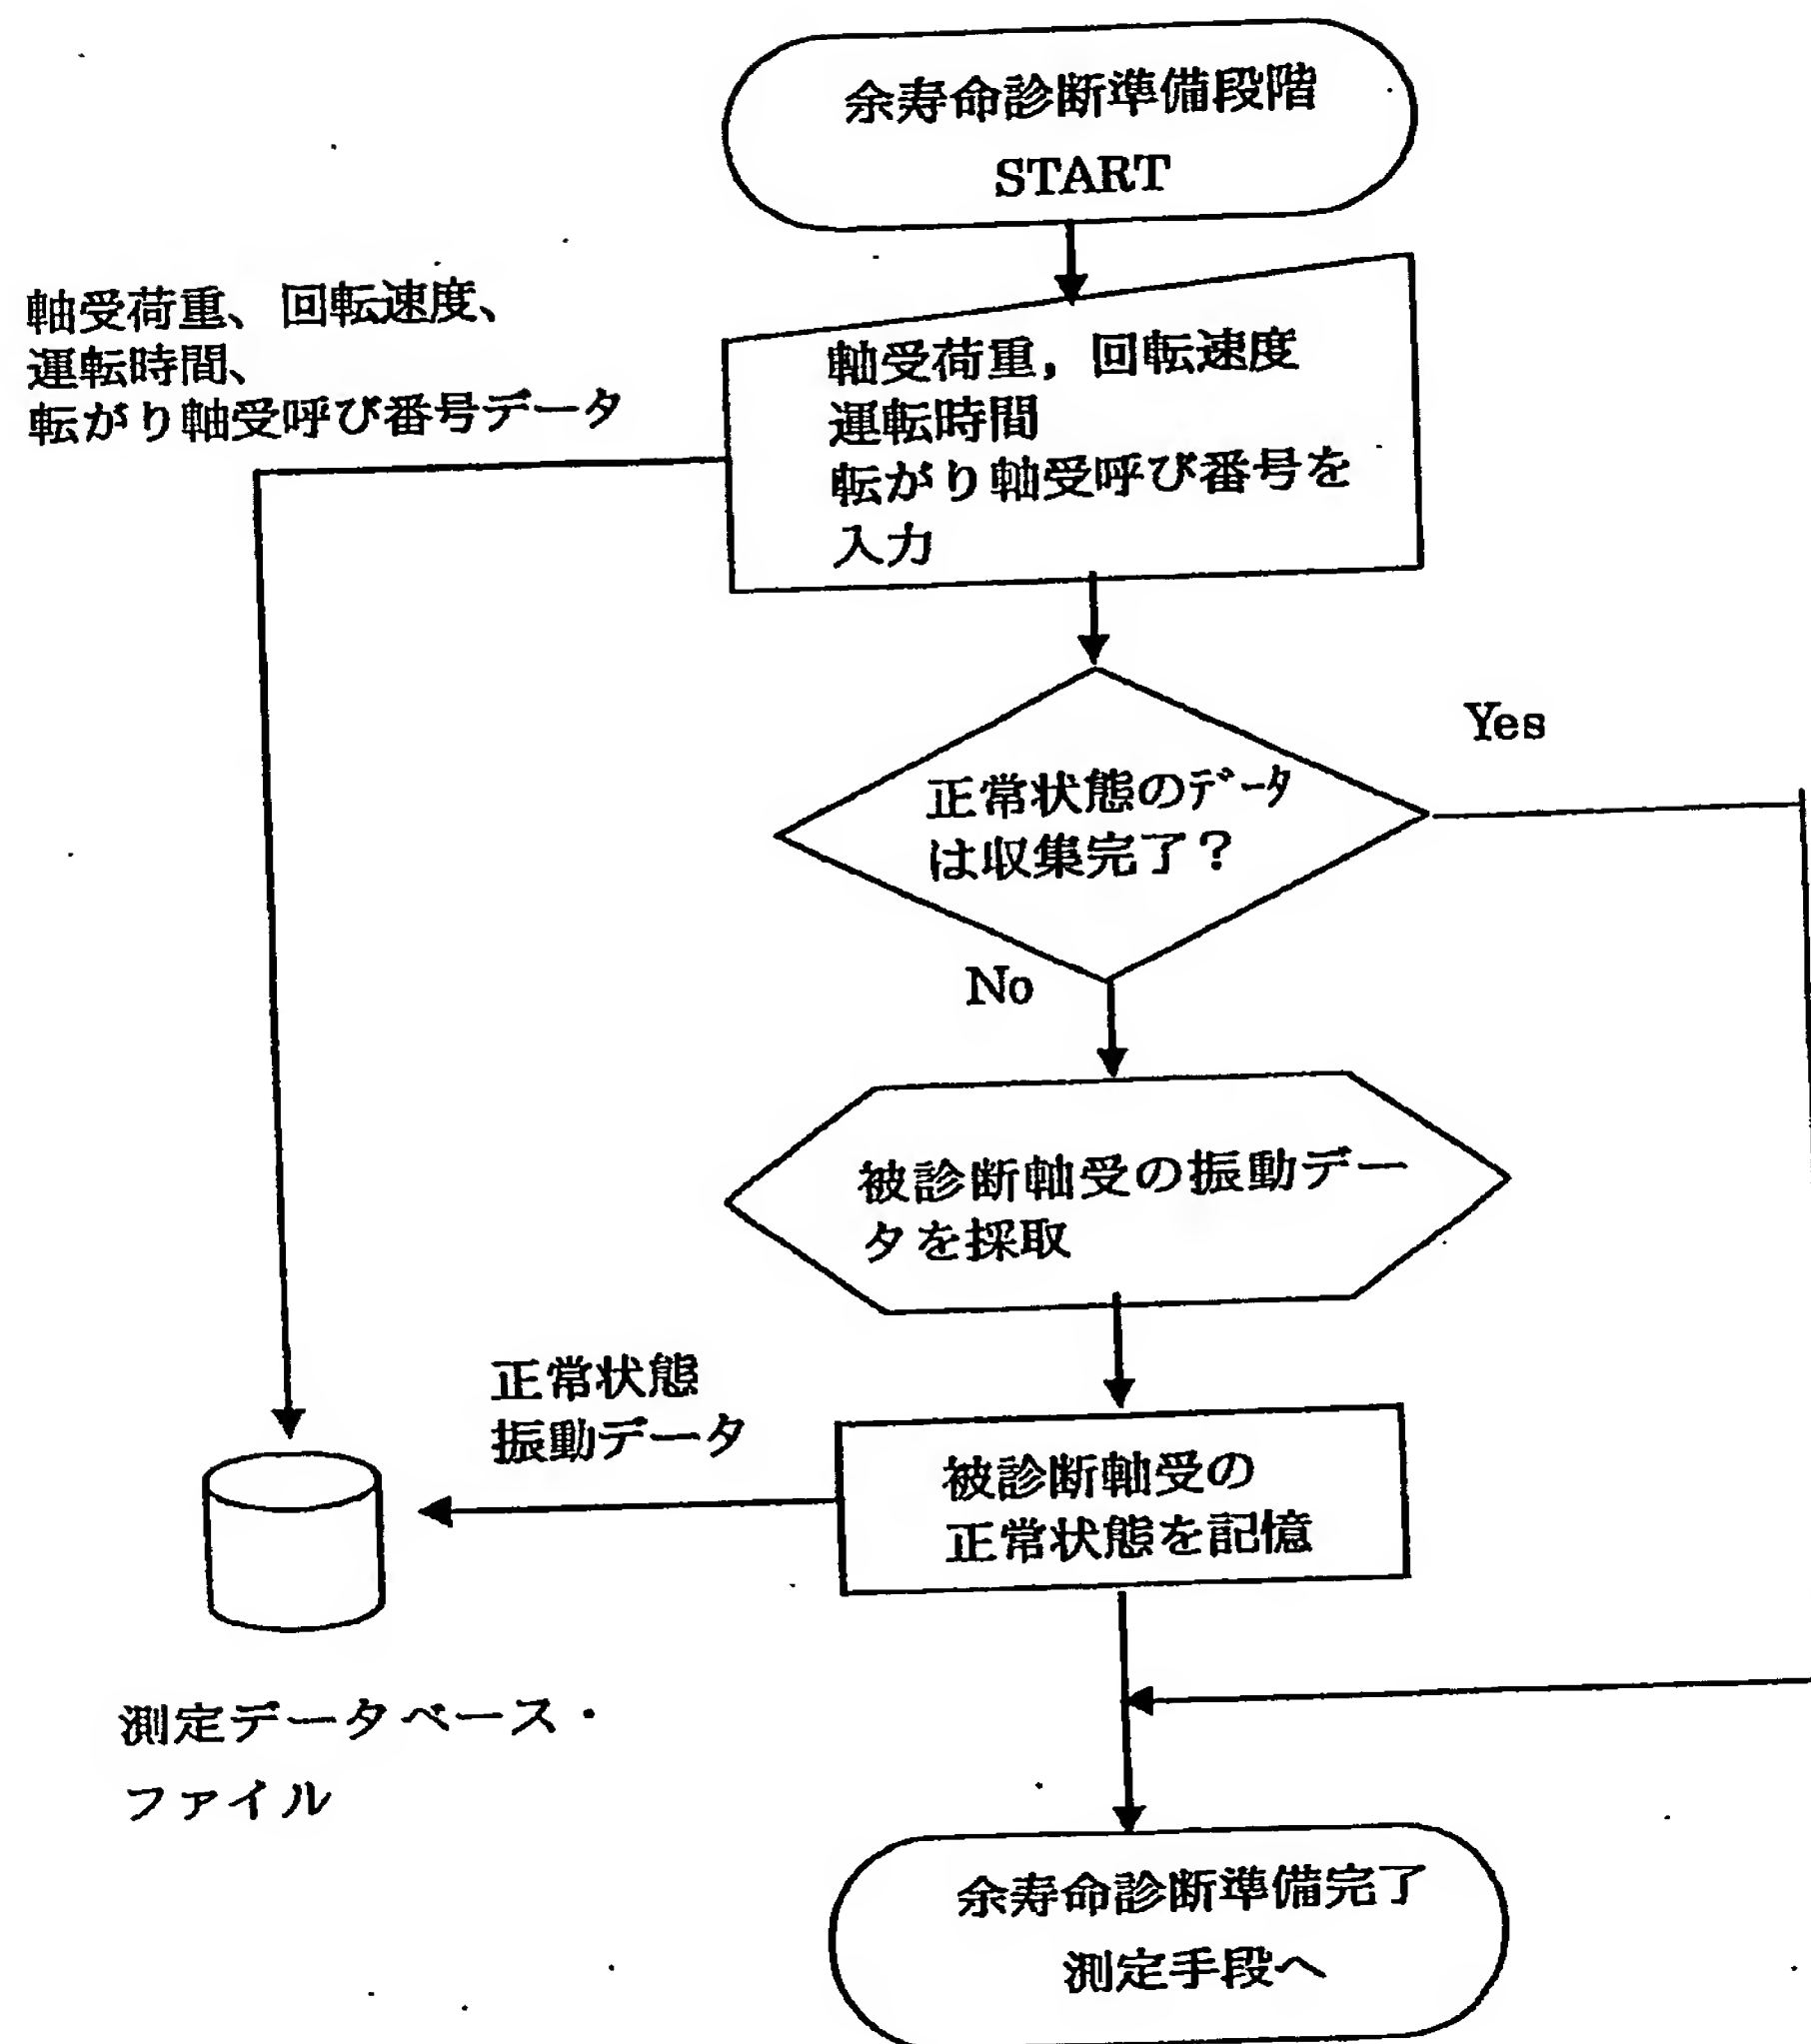 余寿命診断準備段階
START
軸受荷重、回転速度、
運転時間、
転がり軸受呼び番号データ
軸受荷重，回転速度
運転時間
転がり軸受呼び番号を
入力
Yes
正常状態のﾃﾞｰﾀ
は収集完了？
No
被診断軸受の振動デー
タを採取
正常状態
振動データ
被診断軸受の
正常状態を記憶
測定データベース・
ファイル
余寿命診断準備完了
測定手段へ